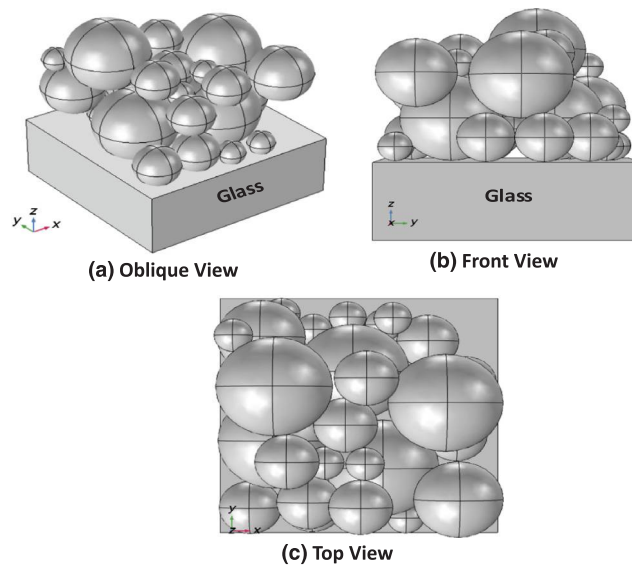 Glass
z
y
x
(a) Oblique View
Glass
z
x
y
(b) Front View
y
z
x
(c) Top View